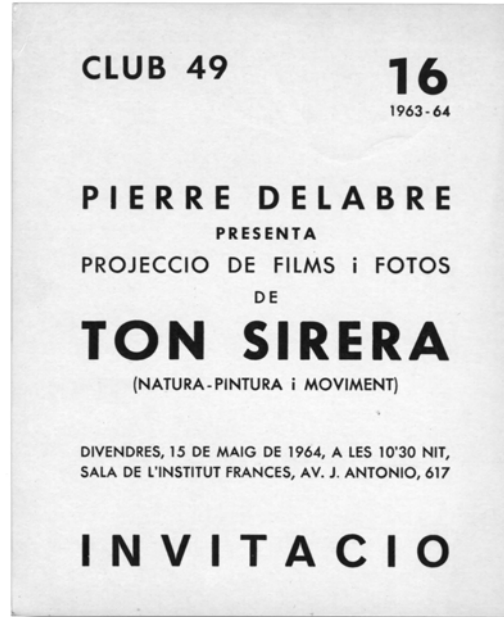 CLUB 49
16
1963-64
PIERRE DELABRE
PRESENTA
PROJECCIO DE FILMS i FOTOS
DE
TON SIRERA
(NATURA-PINTURA i MOVIMENT)
DIVENDRES, 15 DE MAIG DE 1964, A LES 10'30 NIT,
SALA DE L'INSTITUT FRANCES, AV. J. ANTONIO, 617
INVITACIO